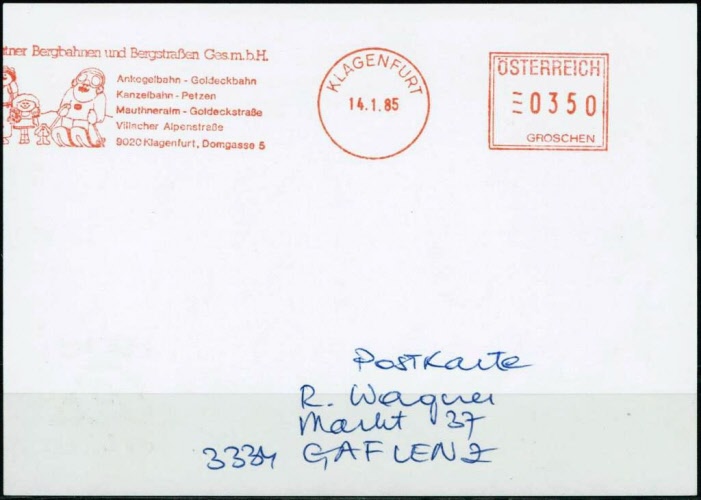 tner Bergbahnen und Bergstraßen Ges.m.b.H.
Ankogelbahn - Goldeckbahn
Kanzelbahn - Petzen
Mauthneralm - Goldeckstraße
Villacher Alpenstraße
9020 Klagenfurt, Domgasse 5
KLAGENFURT
14.1.85
ÖSTERREICH
0350
GROSCHEN
Postkarte
R. Wagner
Markt 37
3334 GAFLENZ